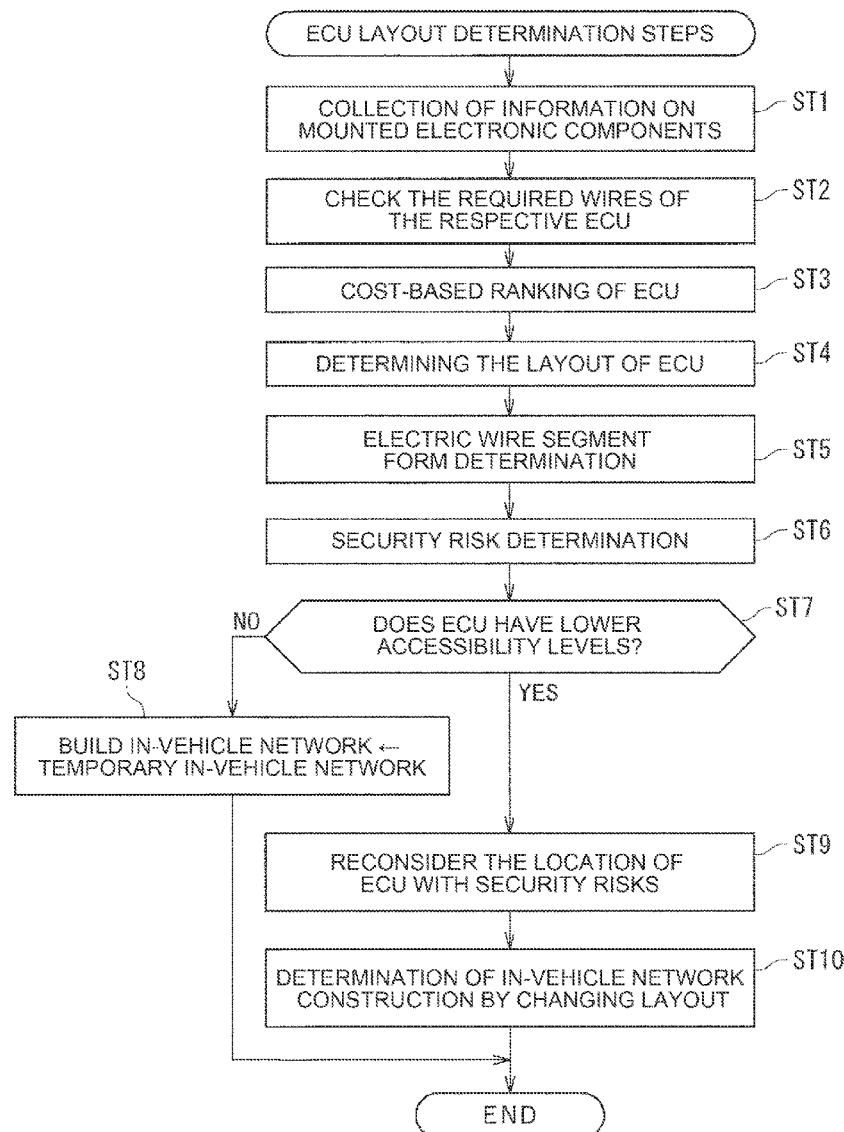 ECU LAYOUT DETERMINATION STEPS
COLLECTION OF INFORMATION ON
MOUNTED ELECTRONIC COMPONENTS
ST1
CHECK THE REQUIRED WIRES OF
THE RESPECTIVE ECU
ST2
COST-BASED RANKING OF ECU
ST3
DETERMINING THE LAYOUT OF ECU
ST4
ELECTRIC WIRE SEGMENT
FORM DETERMINATION
ST5
SECURITY RISK DETERMINATION
ST6
DOES ECU HAVE LOWER
ACCESSIBILITY LEVELS?
ST7
NO
YES
ST8
BUILD IN-VEHICLE NETWORK ←
TEMPORARY IN-VEHICLE NETWORK
RECONSIDER THE LOCATION OF
ECU WITH SECURITY RISKS
ST9
DETERMINATION OF IN-VEHICLE NETWORK
CONSTRUCTION BY CHANGING LAYOUT
ST10
END